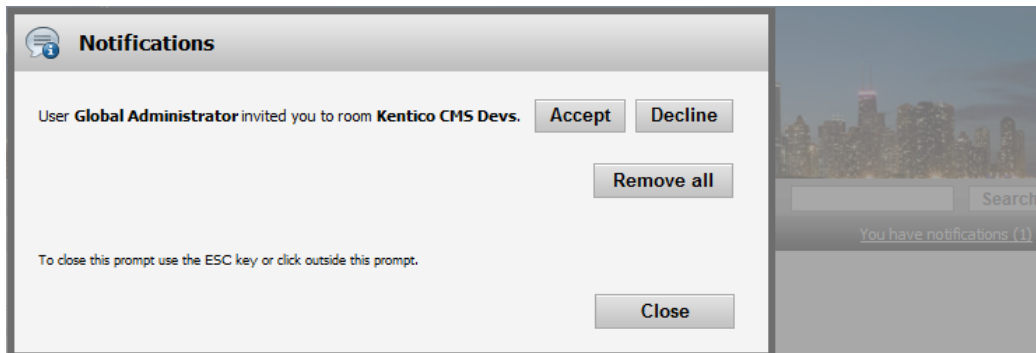 Notifications
User Global Administrator invited you to room Kentico CMS Devs. Accept Decline
Remove all
Search
You have notifications (1)
To close this prompt use the ESC key or click outside this prompt.
Close